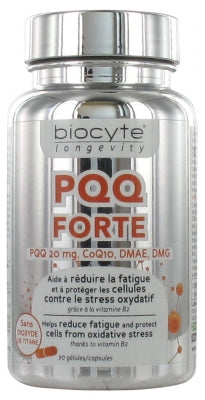 biocyte®
longevity
PQQ
FORTE
PQQ 20 mg, CoQ10, DMAE, DMG
Aide à réduire la fatigue
et à protéger les cellules
contre le stress oxydatif
grâce à la vitamine B2
Sans
DIOXYDE
DE TITANE
Helps reduce fatigue and protect
cells from oxidative stress
thanks to vitamin B2
30 gélules/capsules